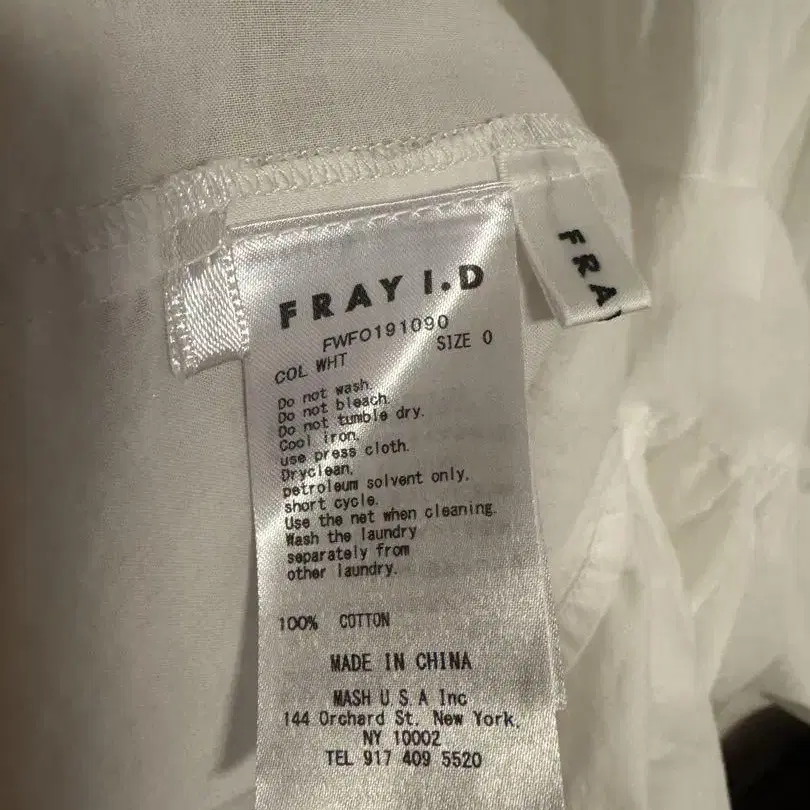 FRAY I.D
FRA
FWFO191090
COL WHT SIZE 0
Do not wash.
Do not bleach.
Do not tumble dry.
Cool iron.
use press cloth.
Dryclean,
petroleum solvent only,
short cycle.
Use the net when cleaning.
Wash the laundry
separately from
other laundry.
100% COTTON
MADE IN CHINA
MASH U.S.A Inc
144 Orchard St. New York,
NY 10002
TEL 917 409 5520